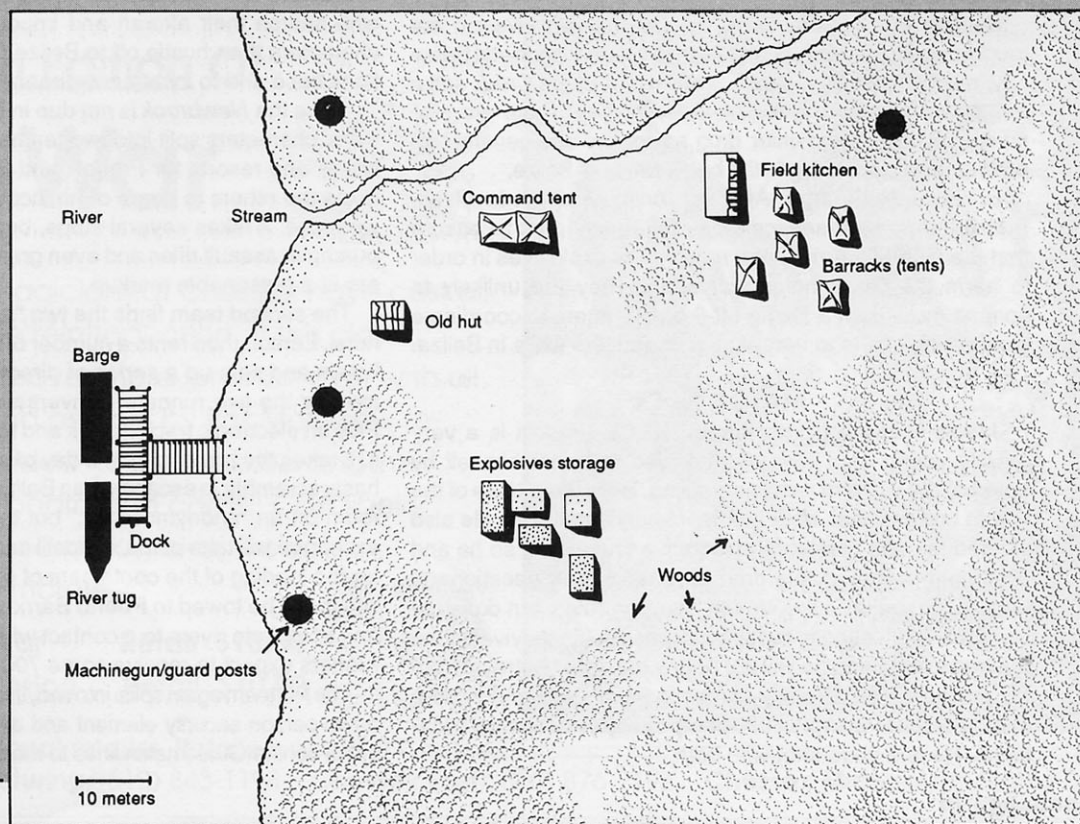 Field kitchen
Command tent
River
Stream
Barracks (tents)
Old hut
Barge
Explosives storage
Dock
Woods
River tug
Machinegun/guard posts
10 meters